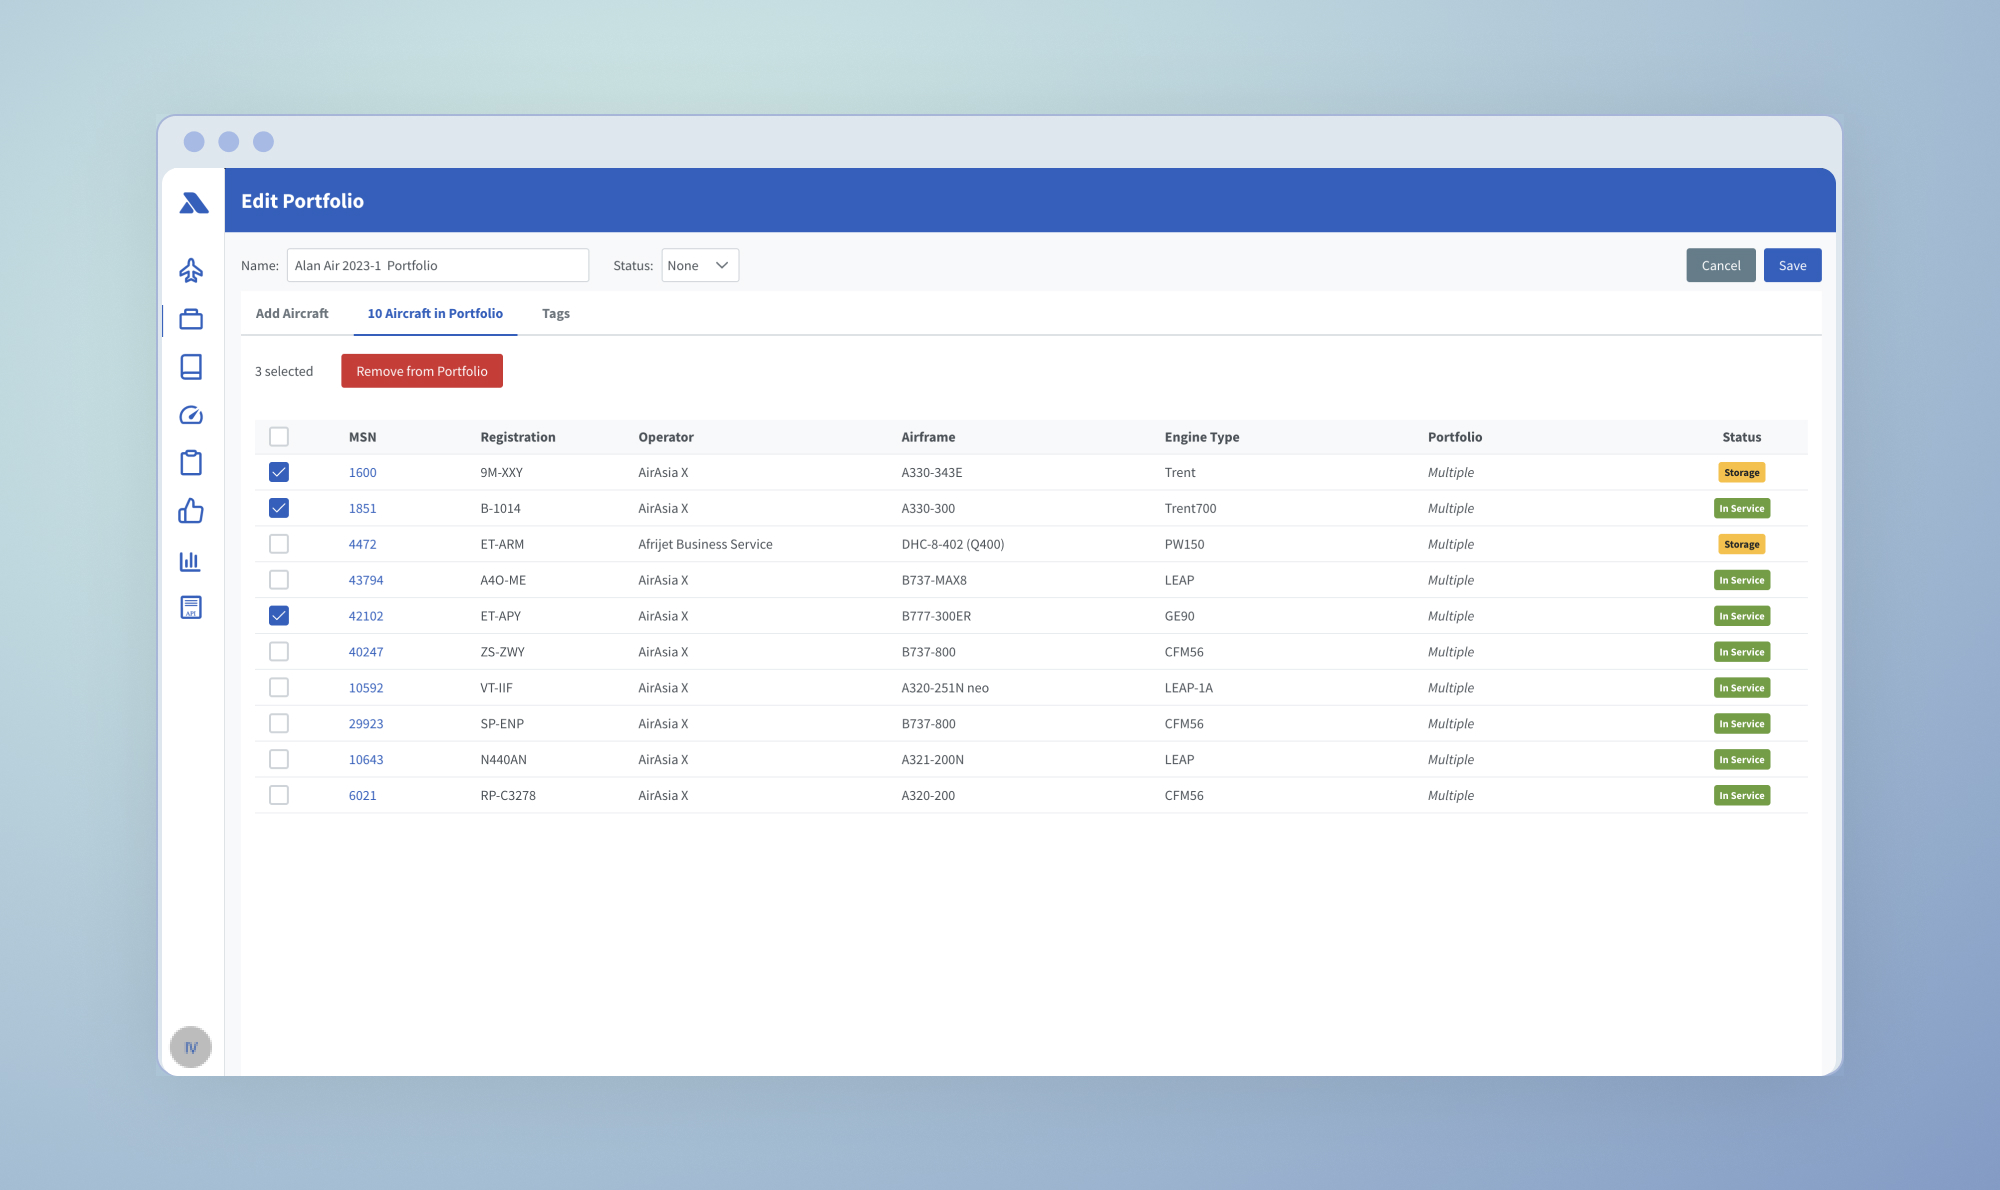 Edit Portfolio
Name: Alan Air 2023-1 Portfolio Status: None Cancel Save
Add Aircraft 10 Aircraft in Portfolio Tags
3 selected Remove from Portfolio
MSN Registration Operator Airframe Engine Type Portfolio Status
1600 9M-XXY AirAsia X A330-343E Trent Multiple Storage
1851 B-1014 AirAsia X A330-300 Trent700 Multiple In Service
4472 ET-ARM Afrijet Business Service DHC-8-402 (Q400) PW150 Multiple Storage
43794 A4O-ME AirAsia X B737-MAX8 LEAP Multiple In Service
42102 ET-APY AirAsia X B777-300ER GE90 Multiple In Service
40247 ZS-ZWY AirAsia X B737-800 CFM56 Multiple In Service
10592 VT-IIF AirAsia X A320-251N neo LEAP-1A Multiple In Service
29923 SP-ENP AirAsia X B737-800 CFM56 Multiple In Service
10643 N440AN AirAsia X A321-200N LEAP Multiple In Service
6021 RP-C3278 AirAsia X A320-200 CFM56 Multiple In Service
API
IV